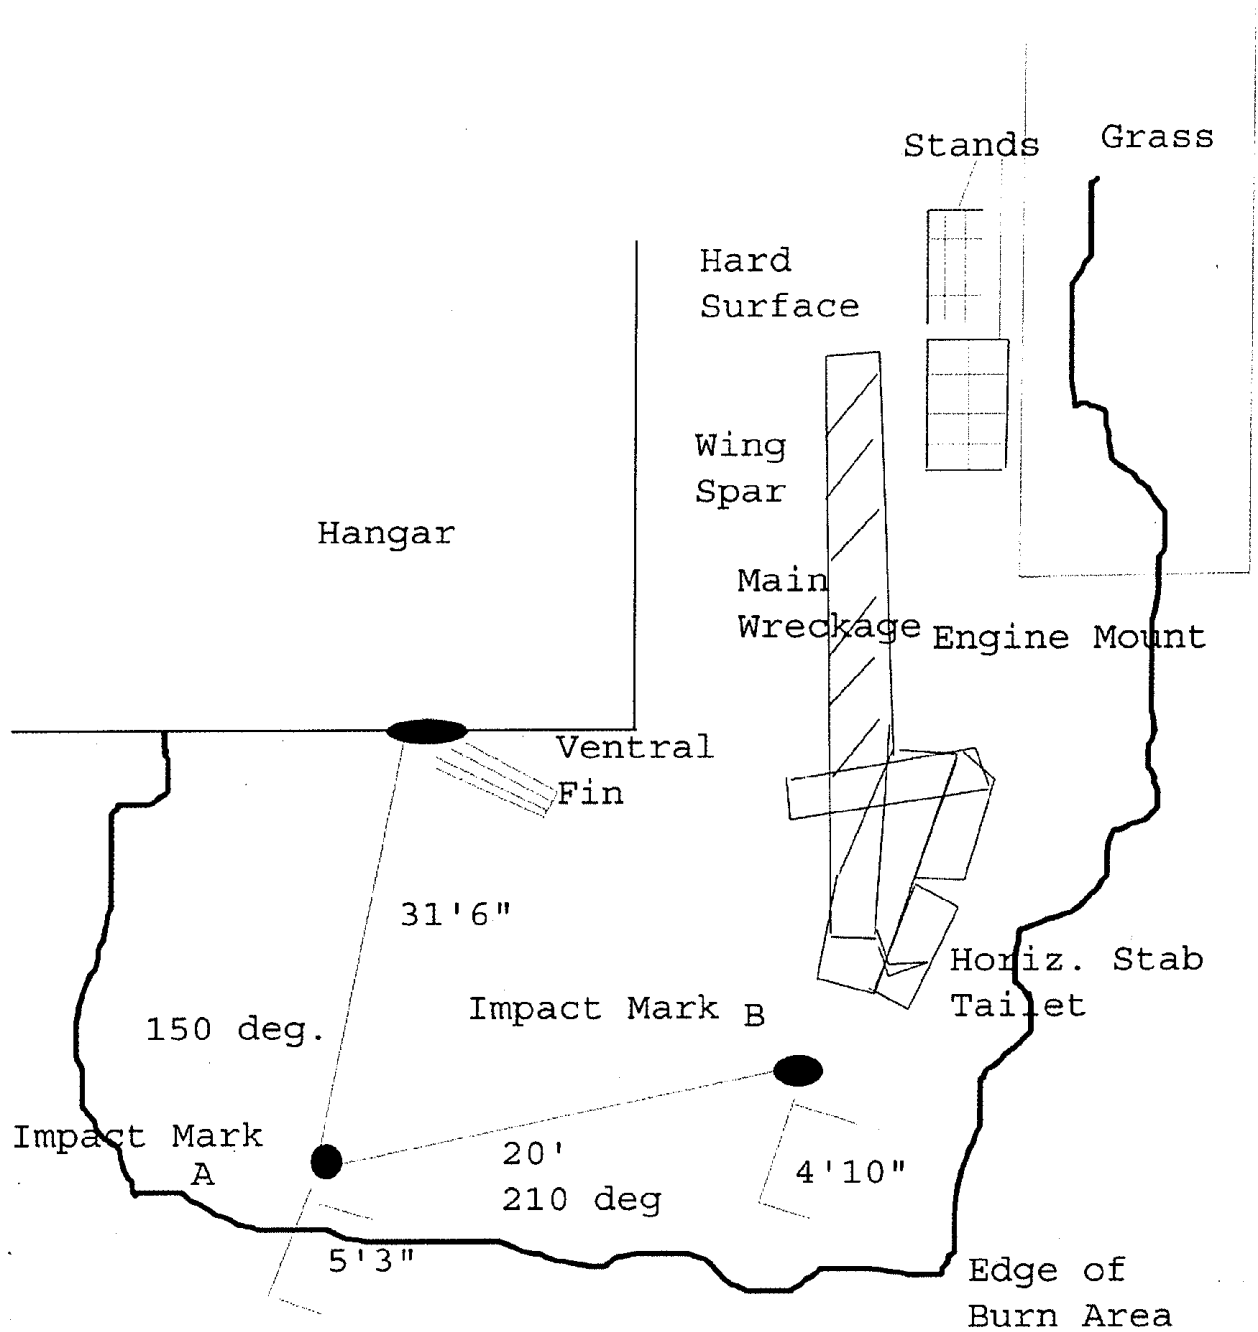 Stands
Grass
Hard
Surface
Wing
Spar
Hangar
Main
Wreckage
Engine Mount
Ventral
Fin
31'6"
Horiz. Stab
Tailet
Impact Mark B
150 deg.
Impact Mark
A
20'
210 deg
4'10"
5'3"
Edge of
Burn Area